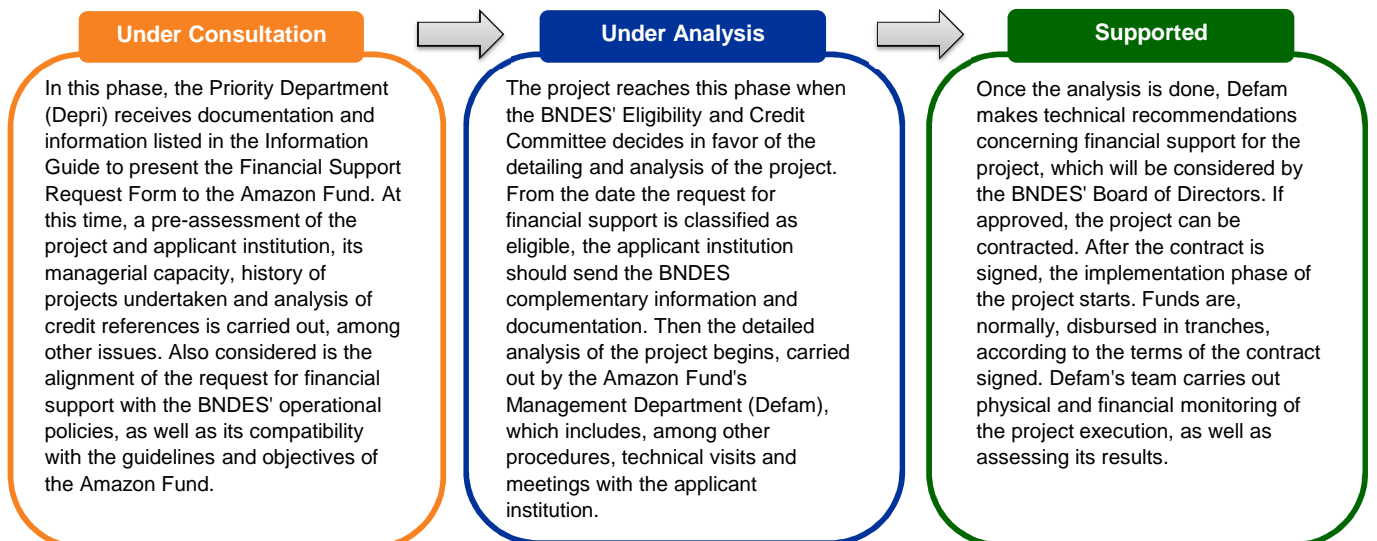 Under Consultation
In this phase, the Priority Department
(Depri) receives documentation and
information listed in the Information
Guide to present the Financial Support
Request Form to the Amazon Fund. At
this time, a pre-assessment of the
project and applicant institution, its
managerial capacity, history of
projects undertaken and analysis of
credit references is carried out, among
other issues. Also considered is the
alignment of the request for financial
support with the BNDES' operational
policies, as well as its compatibility
with the guidelines and objectives of
the Amazon Fund.
Under Analysis
The project reaches this phase when
the BNDES' Eligibility and Credit
Committee decides in favor of the
detailing and analysis of the project.
From the date the request for
financial support is classified as
eligible, the applicant institution
should send the BNDES
complementary information and
documentation. Then the detailed
analysis of the project begins, carried
out by the Amazon Fund's
Management Department (Defam),
which includes, among other
procedures, technical visits and
meetings with the applicant
institution.
Supported
Once the analysis is done, Defam
makes technical recommendations
concerning financial support for the
project, which will be considered by
the BNDES' Board of Directors. If
approved, the project can be
contracted. After the contract is
signed, the implementation phase of
the project starts. Funds are,
normally, disbursed in tranches,
according to the terms of the contract
signed. Defam's team carries out
physical and financial monitoring of
the project execution, as well as
assessing its results.